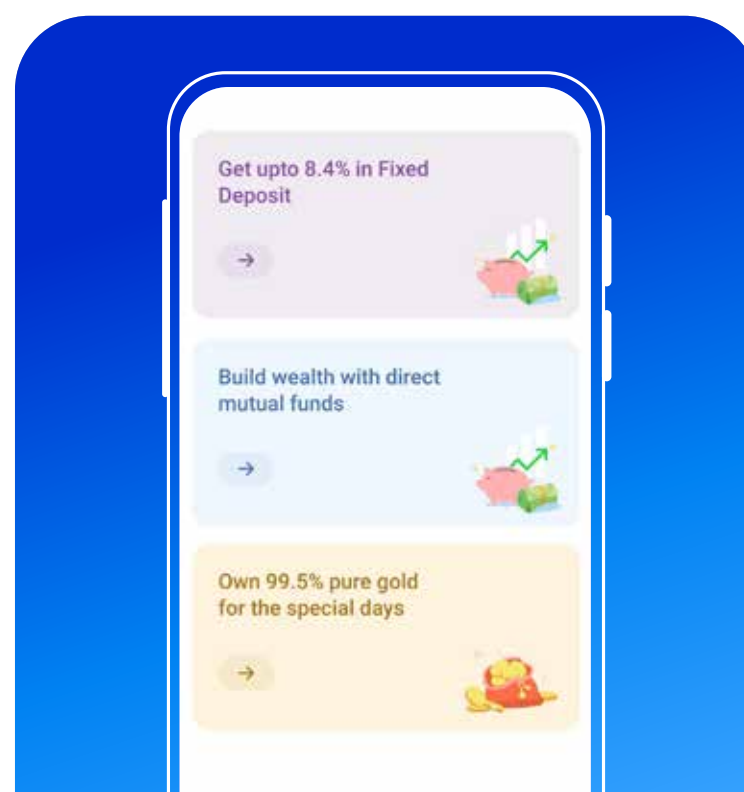 Get upto 8.4% in Fixed
Deposit
Build wealth with direct
mutual funds
Own 99.5% pure gold
for the special days